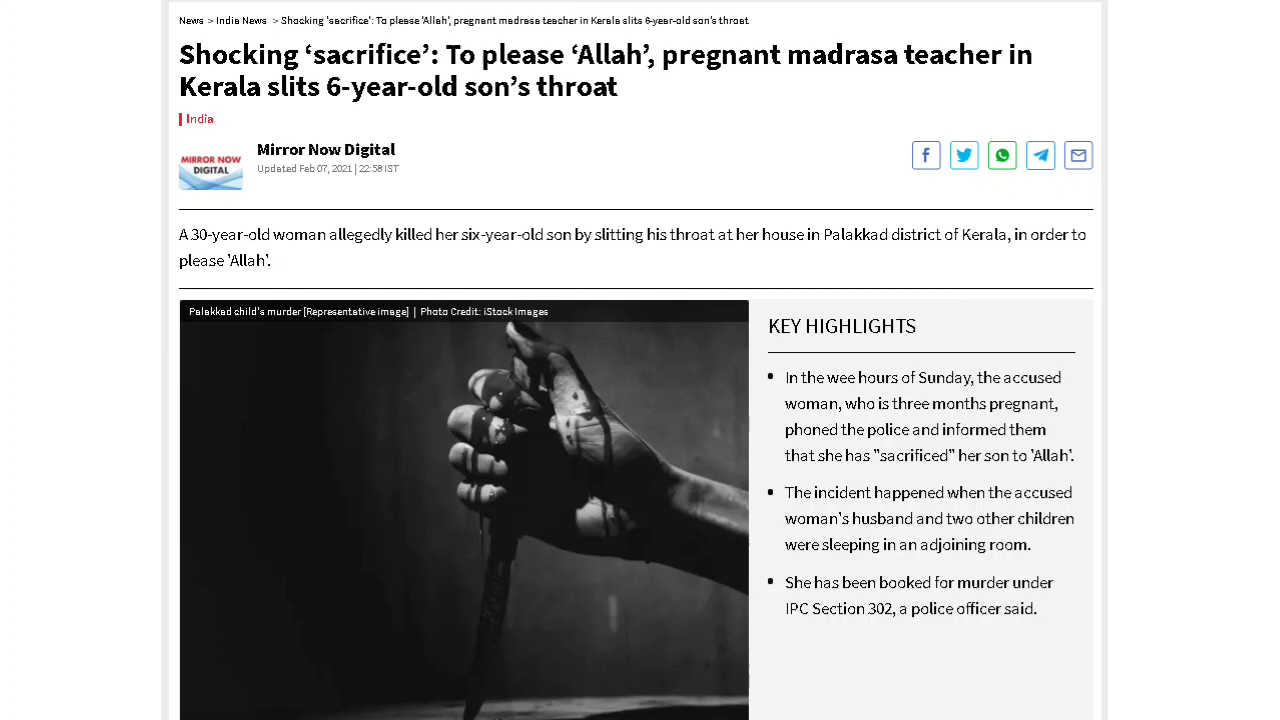 News > India News > Shocking 'sacrifice': To please 'Allah', pregnant madrasa teacher in Kerala slits 6-year-old son's throat
Shocking ‘sacrifice’: To please ‘Allah’, pregnant madrasa teacher in
Kerala slits 6-year-old son’s throat
India
MIRROR NOW
DIGITAL
Mirror Now Digital
Updated Feb 07, 2021 | 22:58 IST
A 30-year-old woman allegedly killed her six-year-old son by slitting his throat at her house in Palakkad district of Kerala, in order to
please 'Allah'.
Palakkad child's murder [Representative image] | Photo Credit: iStock Images
KEY HIGHLIGHTS
In the wee hours of Sunday, the accused
woman, who is three months pregnant,
phoned the police and informed them
that she has "sacrificed" her son to 'Allah'.
The incident happened when the accused
woman's husband and two other children
were sleeping in an adjoining room.
She has been booked for murder under
IPC Section 302, a police officer said.